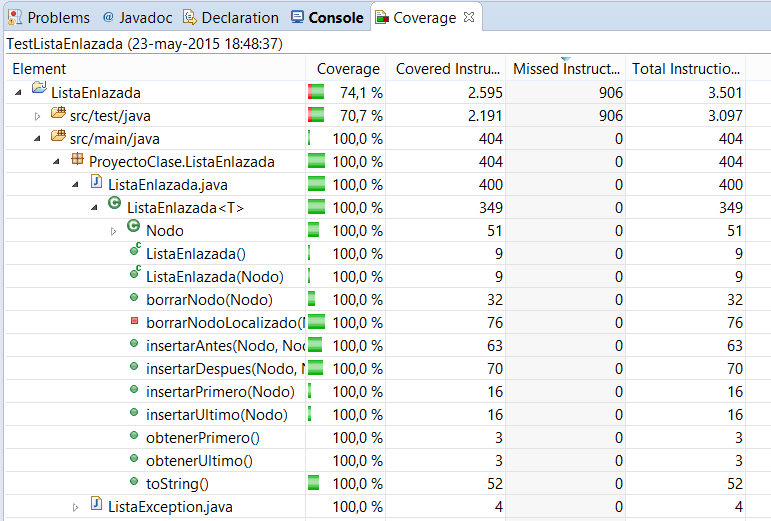 Problems @ Javadoc Declaration Console Coverage
TestListaEnlazada (23-may-2015 18:48:37)
Element Coverage Covered Instru... Missed Instruct... Total Instructio...
ListaEnlazada 74,1 % 2.595 906 3.501
src/test/java 70,7 % 2.191 906 3.097
src/main/java 100,0 % 404 0 404
ProyectoClase.ListaEnlazada 100,0 % 404 0 404
ListaEnlazada.java 100,0 % 400 0 400
ListaEnlazada<T> 100,0 % 349 0 349
Nodo 100,0 % 51 0 51
ListaEnlazada() 100,0 % 9 0 9
ListaEnlazada(Nodo) 100,0 % 9 0 9
borrarNodo(Nodo) 100,0 % 32 0 32
borrarNodoLocalizado( 100,0 % 76 0 76
insertarAntes(Nodo, Noc 100,0 % 63 0 63
insertarDespues(Nodo, N 100,0 % 70 0 70
insertarPrimero(Nodo) 100,0 % 16 0 16
insertarUltimo(Nodo) 100,0 % 16 0 16
obtenerPrimero() 100,0 % 3 0 3
obtenerUltimo() 100,0 % 3 0 3
toString() 100,0 % 52 0 52
ListaException.java 100,0 % 4 0 4